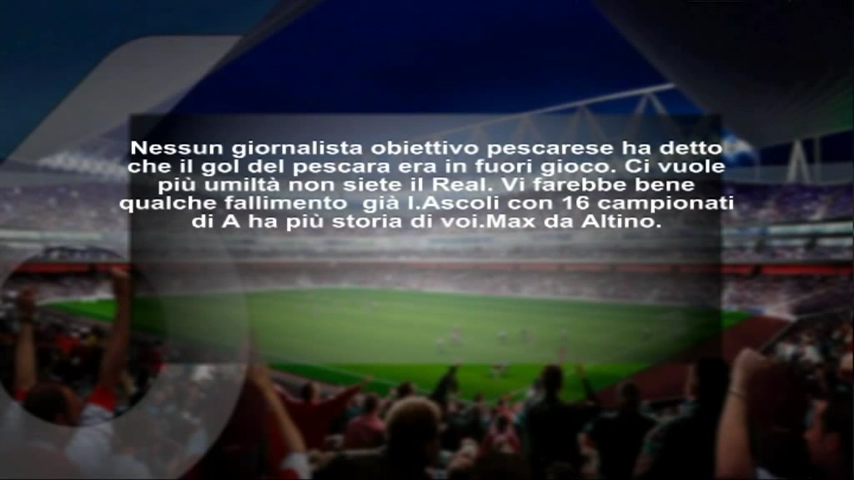 Nessun giornalista obiettivo pescarese ha detto
che il gol del pescara era in fuori gioco. Ci vuole
più umiltà non siete il Real. Vi farebbe bene
qualche fallimento  già l.Ascoli con 16 campionati
di A ha più storia di voi.Max da Altino.